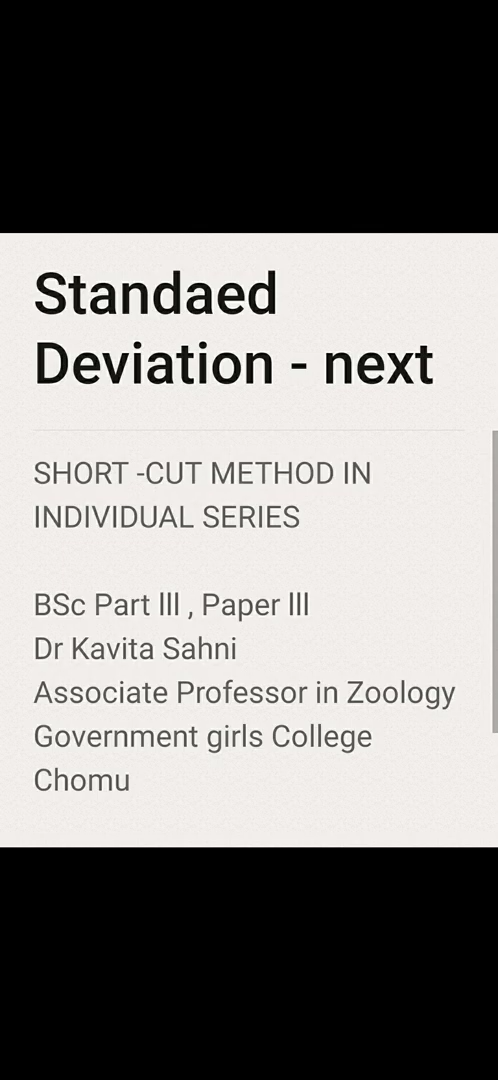 Standaed
Deviation - next
SHORT -CUT METHOD IN
INDIVIDUAL SERIES
BSc Part lll , Paper lll
Dr Kavita Sahni
Associate Professor in Zoology
Government girls College
Chomu